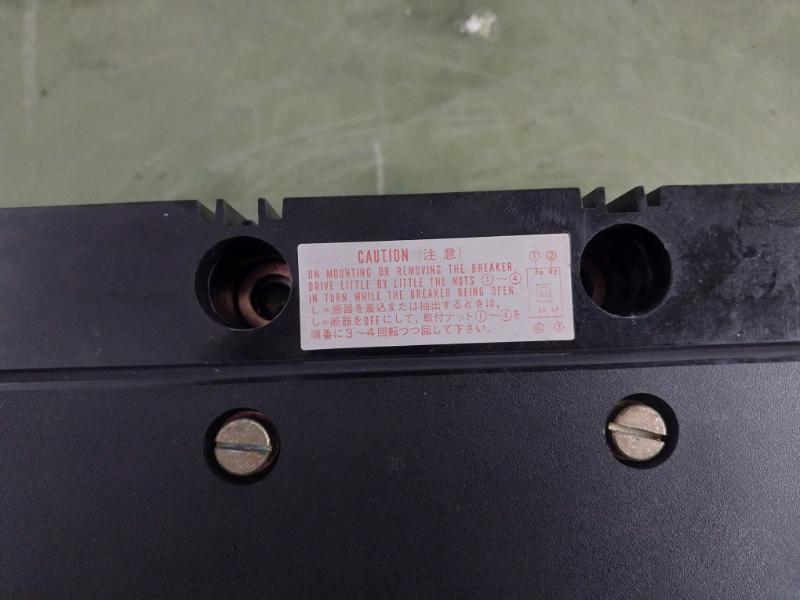 CAUTION (注意)
ON MOUNTING OR REMOVING THE BREAKER
DRIVE LITTLE BY LITTLE THE NUTS ①~④
IN TURN, WHILE THE BREAKER BEING OPEN.
しゃ断器を差込または抽出するときは,
しゃ断器をOFFにして,取付ナット①~④を
順番に3~4回転づつ回して下さい。
① ②
④ ③